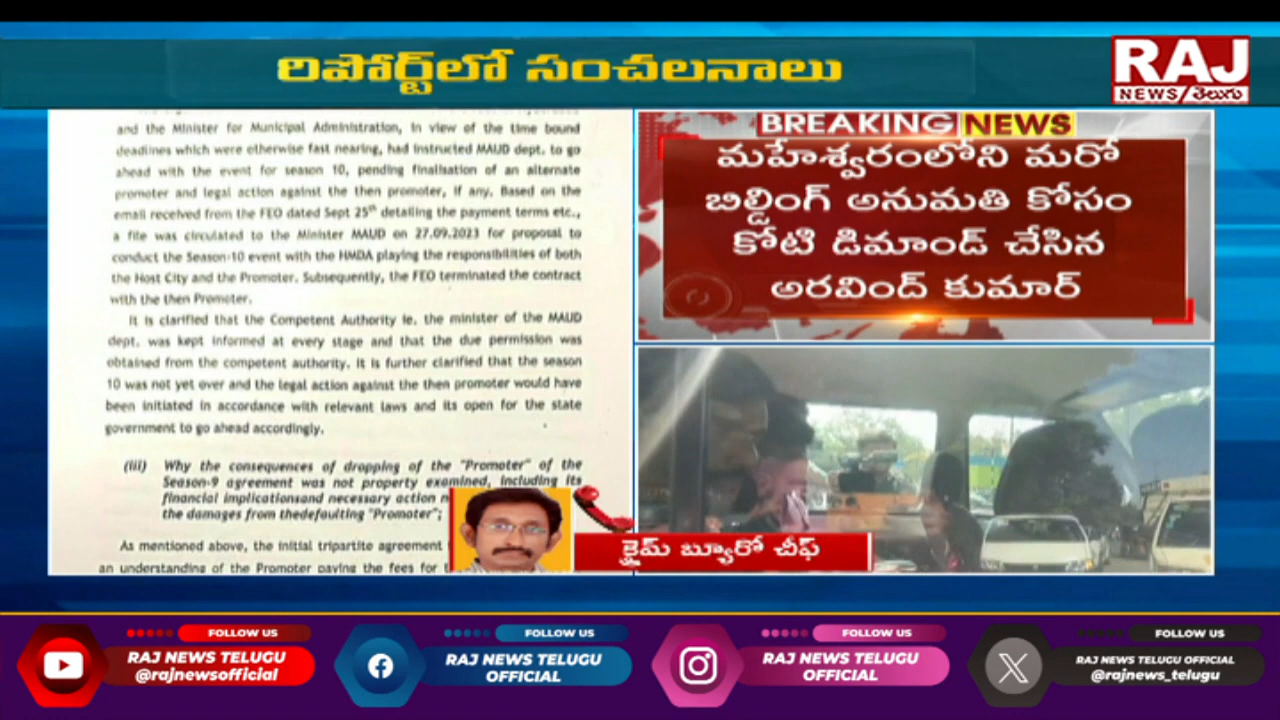 రిపోర్ట్‌లో సంచలనాలు
RAJ
NEWS తెలుగు
and the Minister for Municipal Administration, in view of the time bound
deadlines which were otherwise fast nearing, had instructed MAUD dept. to go
ahead with the event for season 10, pending finalisation of an alternate
promoter and legal action against the then promoter, if any. Based on the
email received from the FEO dated Sept 25th detailing the payment terms etc.,
a file was circulated to the Minister MAUD on 27.09.2023 for proposal to
conduct the Season-10 event with the HMDA playing the responsibilities of both
the Host City and the Promoter. Subsequently, the FEO terminated the contract
with the then Promoter.
It is clarified that the Competent Authority ie. the minister of the MAUD
dept. was kept informed at every stage and that the due permission was
obtained from the competent authority. It is further clarified that the season
10 was not yet over and the legal action against the then promoter would have
been initiated in accordance with relevant laws and its open for the state
government to go ahead accordingly.
(iii) Why the consequences of dropping of the "Promoter" of the
Season-9 agreement was not property examined, including its
financial implicationsand necessary action
the damages from thedefaulting "Promoter";
As mentioned above, the initial tripartite agreement
an understanding of the Promoter paying the fees for
BREAKING NEWS
మహేశ్వరంలోని మరో
బిల్డింగ్ అనుమతి కోసం
కోటి డిమాండ్ చేసిన
అరవింద్ కుమార్
క్రైమ్ బ్యూరో చీఫ్
FOLLOW US
RAJ NEWS TELUGU
@rajnewsofficial
FOLLOW US
RAJ NEWS TELUGU
OFFICIAL
FOLLOW US
RAJ NEWS TELUGU
OFFICIAL
FOLLOW US
RAJ NEWS TELUGU OFFICIAL
@rajnews_telugu